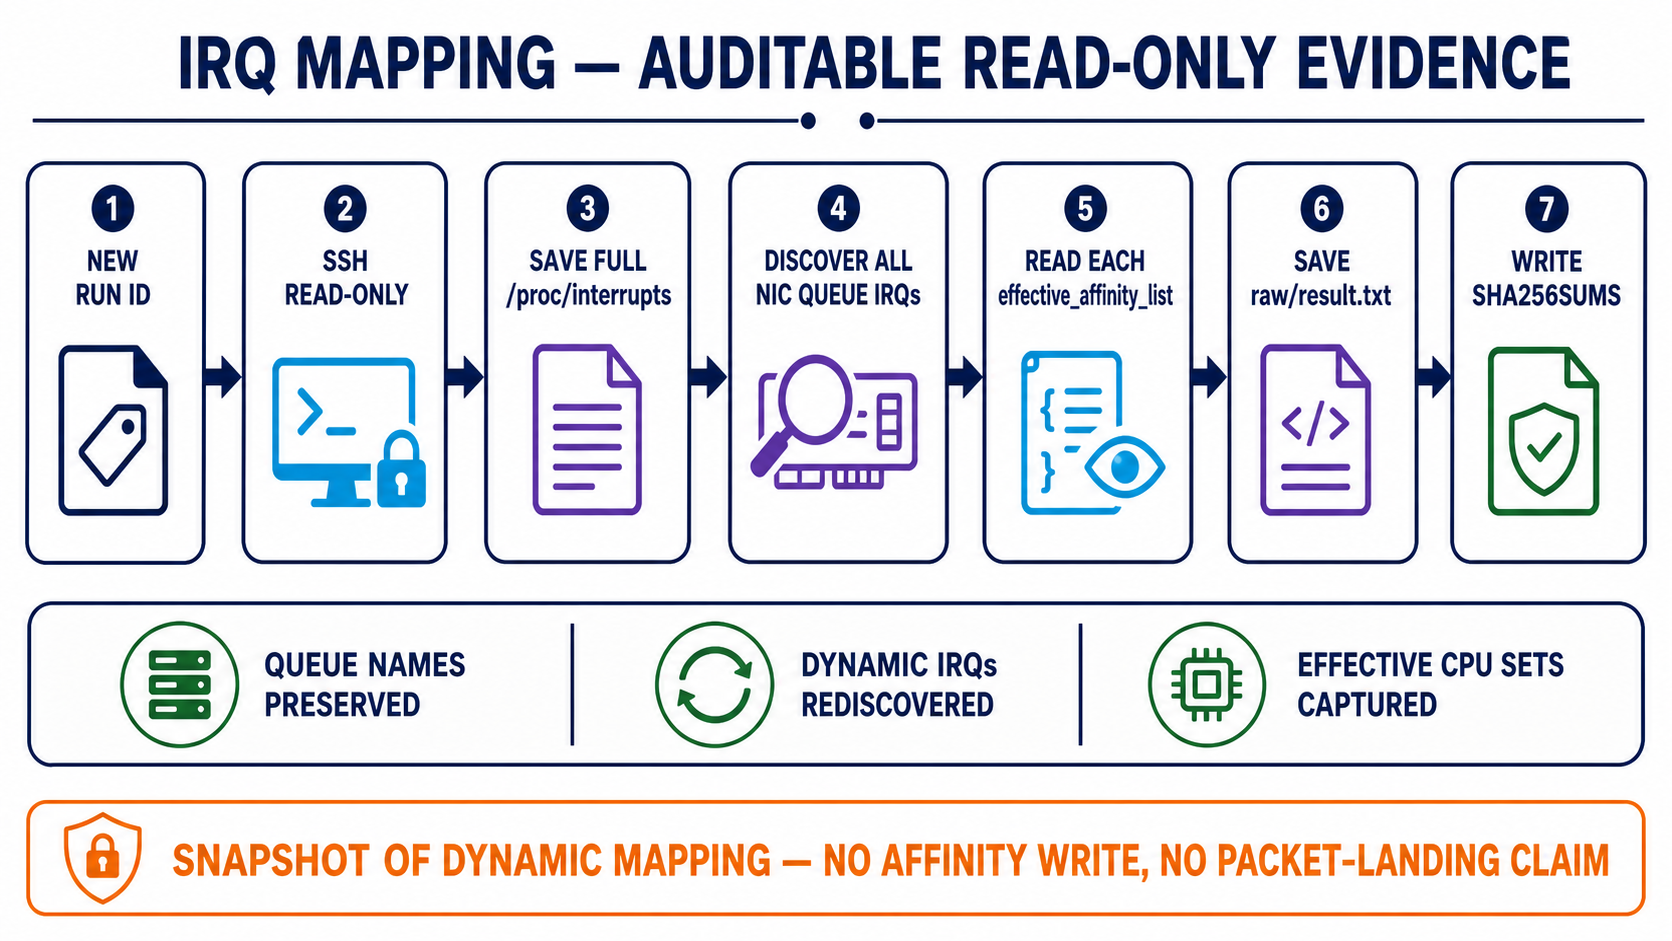 IRQ MAPPING — AUDITABLE READ-ONLY EVIDENCE
1
NEW
RUN ID
2
SSH
READ-ONLY
3
SAVE FULL
/proc/interrupts
4
DISCOVER ALL
NIC QUEUE IRQs
5
READ EACH
effective_affinity_list
6
SAVE
raw/result.txt
7
WRITE
SHA256SUMS
QUEUE NAMES
PRESERVED
DYNAMIC IRQs
REDISCOVERED
EFFECTIVE CPU SETS
CAPTURED
SNAPSHOT OF DYNAMIC MAPPING — NO AFFINITY WRITE, NO PACKET-LANDING CLAIM